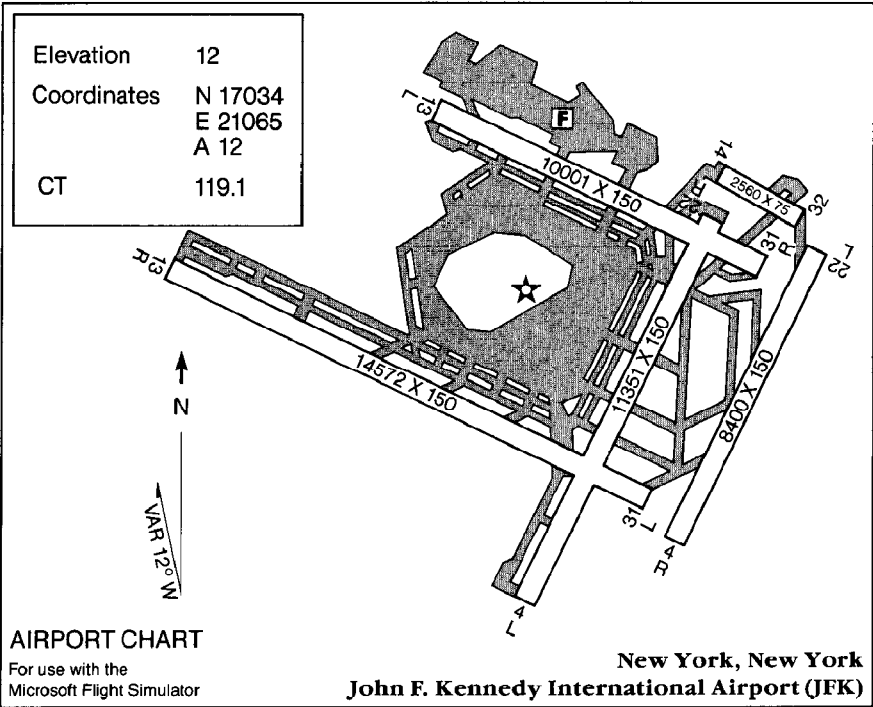 Elevation 12
Coordinates N 17034
E 21065
A 12
CT 119.1
F
13
L
10001 X 150
14
2560 X 75
32
22 R
31
R
22
L
13
R
14572 X 150
11351 X 150
8400 X 150
N
VAR 12° W
31
L
4
R
4
L
AIRPORT CHART
For use with the
Microsoft Flight Simulator
New York, New York
John F. Kennedy International Airport (JFK)